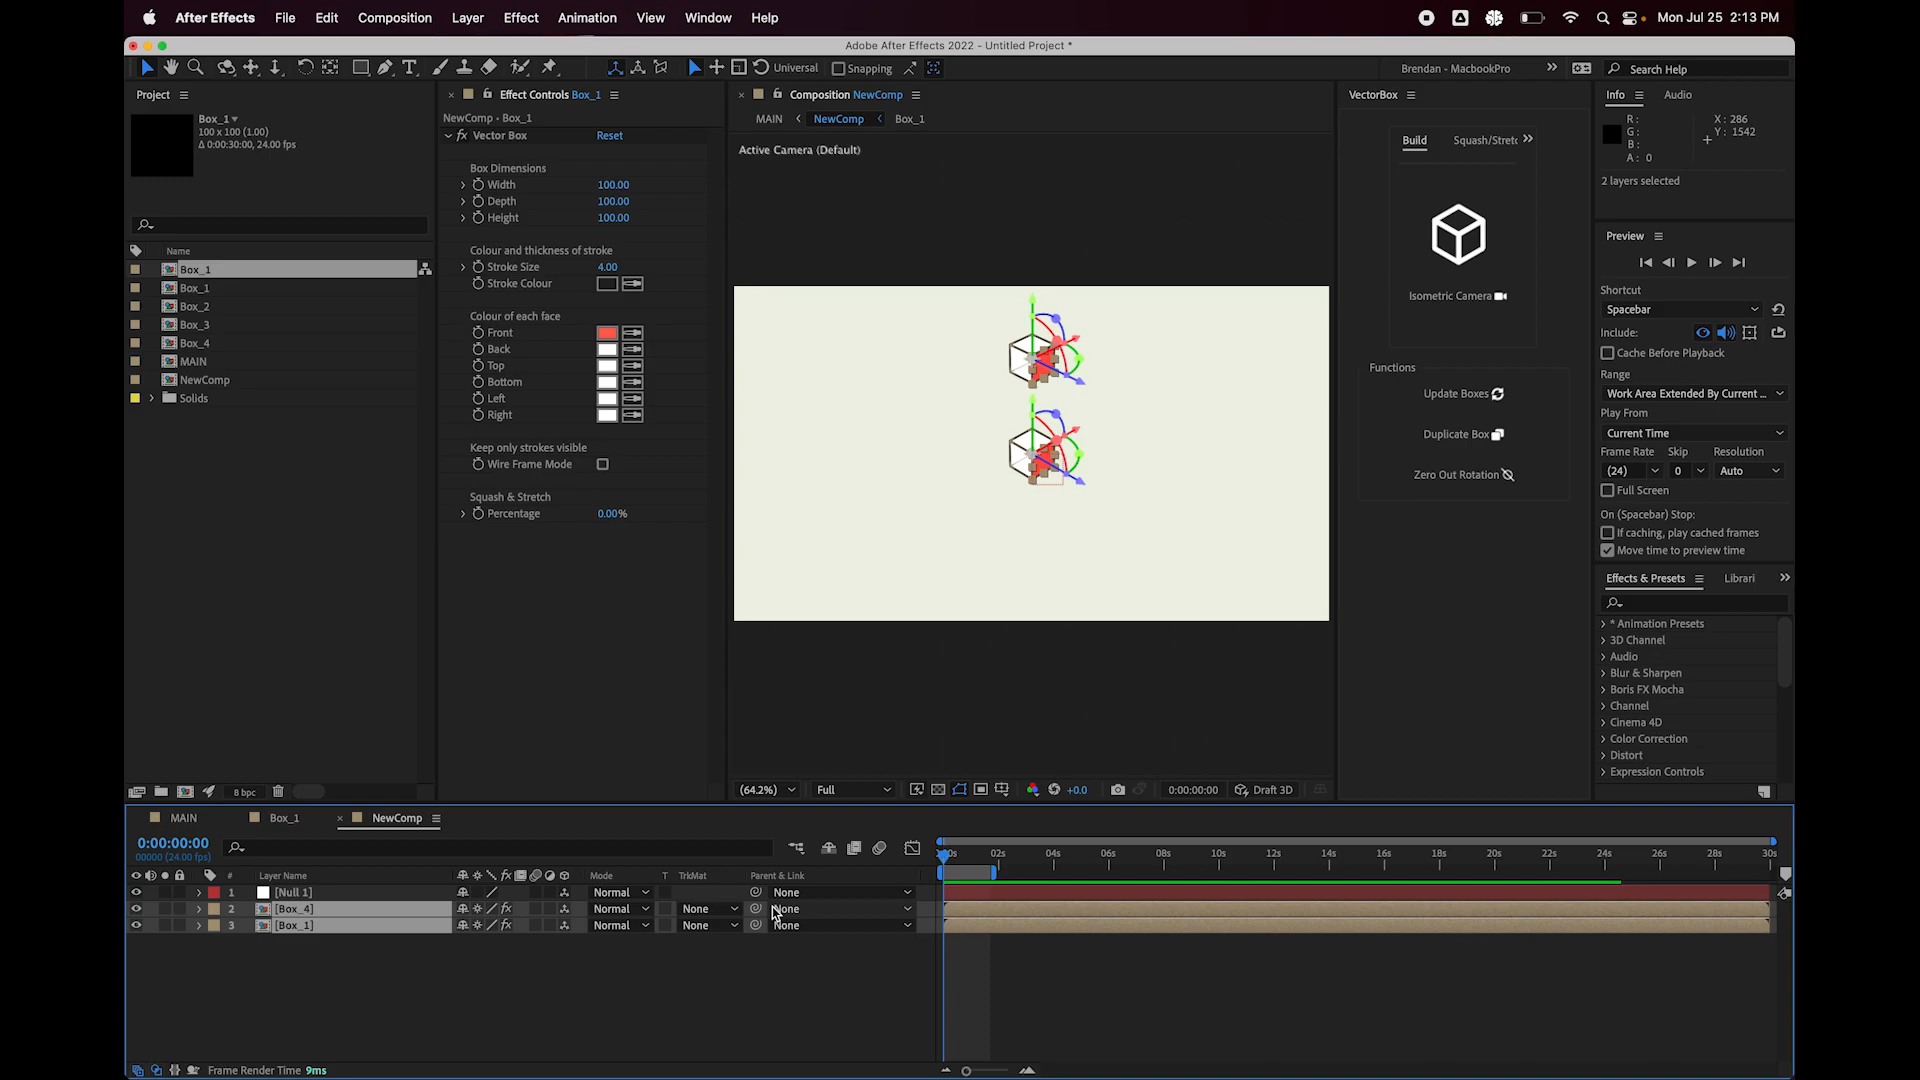 After Effects File Edit Composition Layer Effect Animation View Window Help Mon Jul 25 2:13 PM
Adobe After Effects 2022 - Untitled Project *
Universal Snapping Brendan - MacbookPro Search Help
Project
Box_1
100 x 100 (1.00)
Δ 0:00:30:00, 24.00 fps
Name
Box_1
Box_1
Box_2
Box_3
Box_4
MAIN
NewComp
Solids
8 bpc
Effect Controls Box_1
NewComp • Box_1
fx Vector Box Reset
Box Dimensions
Width 100.00
Depth 100.00
Height 100.00
Colour and thickness of stroke
Stroke Size 4.00
Stroke Colour
Colour of each face
Front
Back
Top
Bottom
Left
Right
Keep only strokes visible
Wire Frame Mode
Squash & Stretch
Percentage 0.00%
Composition NewComp
MAIN NewComp Box_1
Active Camera (Default)
(64.2%) Full +0.0 0:00:00:00 Draft 3D
VectorBox
Build Squash/Stretc
Isometric Camera
Functions
Update Boxes
Duplicate Box
Zero Out Rotation
Info Audio
R:
G:
B:
A: 0
X: 286
Y: 1542
2 layers selected
Preview
Shortcut
Spacebar
Include:
Cache Before Playback
Range
Work Area Extended By Current ...
Play From
Current Time
Frame Rate Skip Resolution
(24) 0 Auto
Full Screen
On (Spacebar) Stop:
If caching, play cached frames
Move time to preview time
Effects & Presets Librari
* Animation Presets
3D Channel
Audio
Blur & Sharpen
Boris FX Mocha
Channel
Cinema 4D
Color Correction
Distort
Expression Controls
MAIN Box_1 NewComp
0:00:00:00
00000 (24.00 fps)
# Layer Name fx Mode T TrkMat Parent & Link
1 [Null 1] Normal None
2 [Box_4] fx Normal None None
3 [Box_1] fx Normal None None
02s 04s 06s 08s 10s 12s 14s 16s 18s 20s 22s 24s 26s 28s 30s
Frame Render Time 9ms